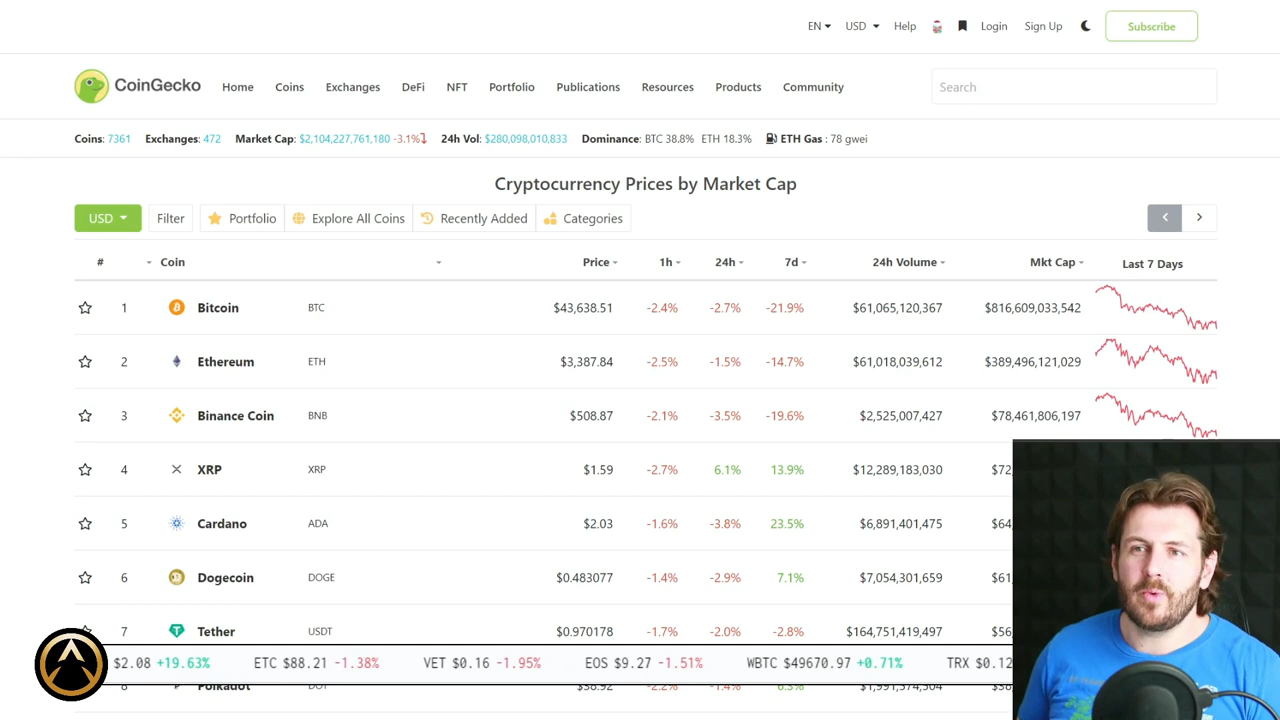 EN USD Help Login Sign Up Subscribe
CoinGecko Home Coins Exchanges DeFi NFT Portfolio Publications Resources Products Community Search
Coins: 7361 Exchanges: 472 Market Cap: $2,104,227,761,180 -3.1% 24h Vol: $280,098,010,833 Dominance: BTC 38.8% ETH 18.3% ETH Gas : 78 gwei
Cryptocurrency Prices by Market Cap
USD Filter Portfolio Explore All Coins Recently Added Categories
# Coin Price 1h 24h 7d 24h Volume Mkt Cap Last 7 Days
1 Bitcoin BTC $43,638.51 -2.4% -2.7% -21.9% $61,065,120,367 $816,609,033,542
2 Ethereum ETH $3,387.84 -2.5% -1.5% -14.7% $61,018,039,612 $389,496,121,029
3 Binance Coin BNB $508.87 -2.1% -3.5% -19.6% $2,525,007,427 $78,461,806,197
4 XRP XRP $1.59 -2.7% 6.1% 13.9% $12,289,183,030 $72
5 Cardano ADA $2.03 -1.6% -3.8% 23.5% $6,891,401,475 $64
6 Dogecoin DOGE $0.483077 -1.4% -2.9% 7.1% $7,054,301,659 $61,
7 Tether USDT $0.970178 -1.7% -2.0% -2.8% $164,751,419,497 $56
$2.08 +19.63% ETC $88.21 -1.38% VET $0.16 -1.95% EOS $9.27 -1.51% WBTC $49670.97 +0.71% TRX $0.12
Polkadot